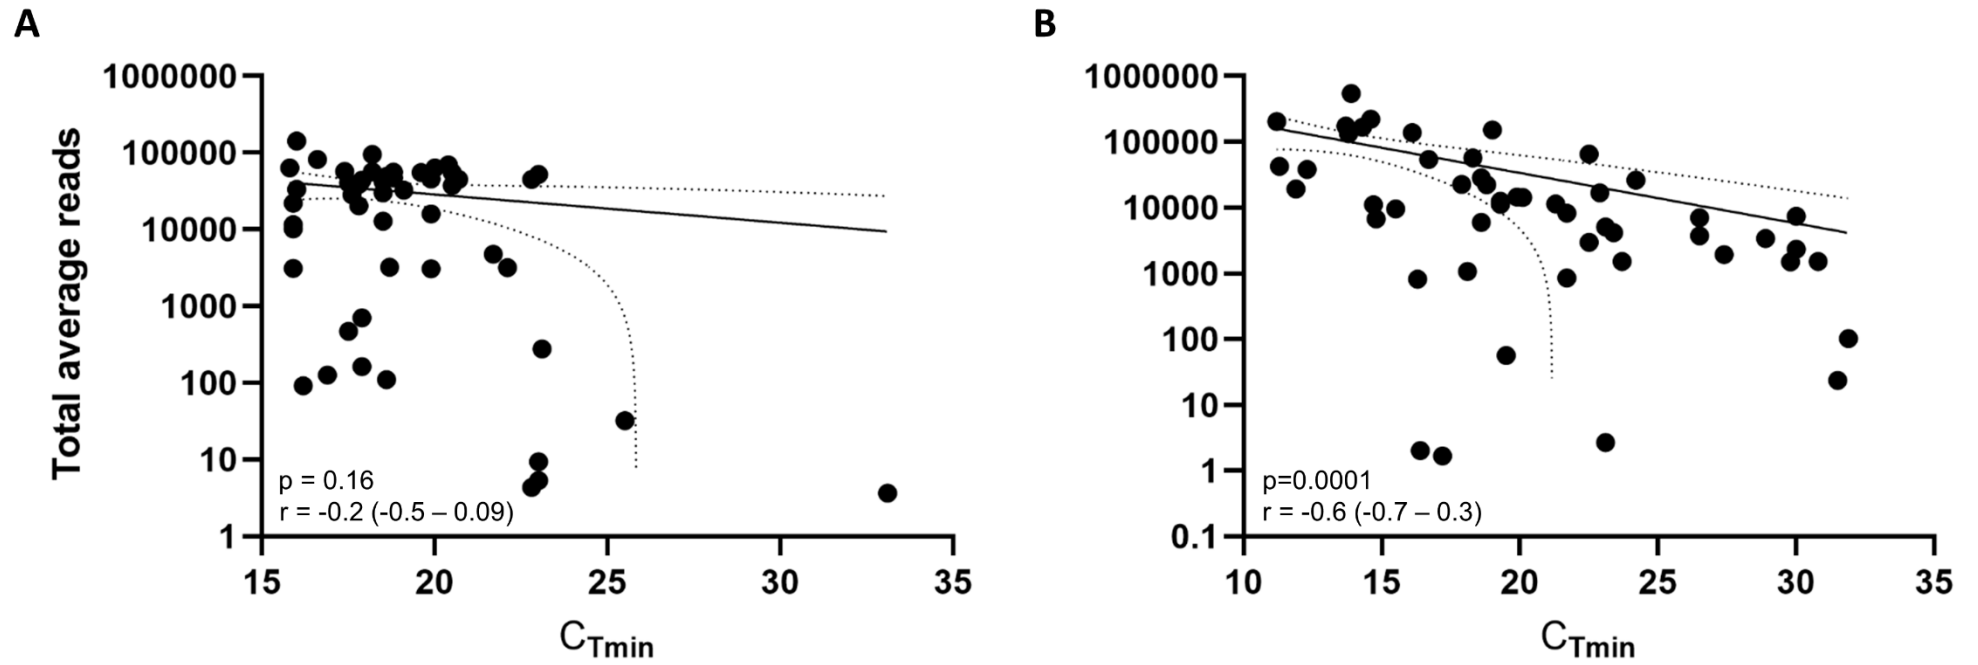 A
Total average reads
1000000
100000
10000
1000
100
10
1
p = 0.16
r = -0.2 (-0.5 – 0.09)
15 20 25 30 35
CTmin
B
1000000
100000
10000
1000
100
10
1
0.1
p=0.0001
r = -0.6 (-0.7 – 0.3)
10 15 20 25 30 35
CTmin